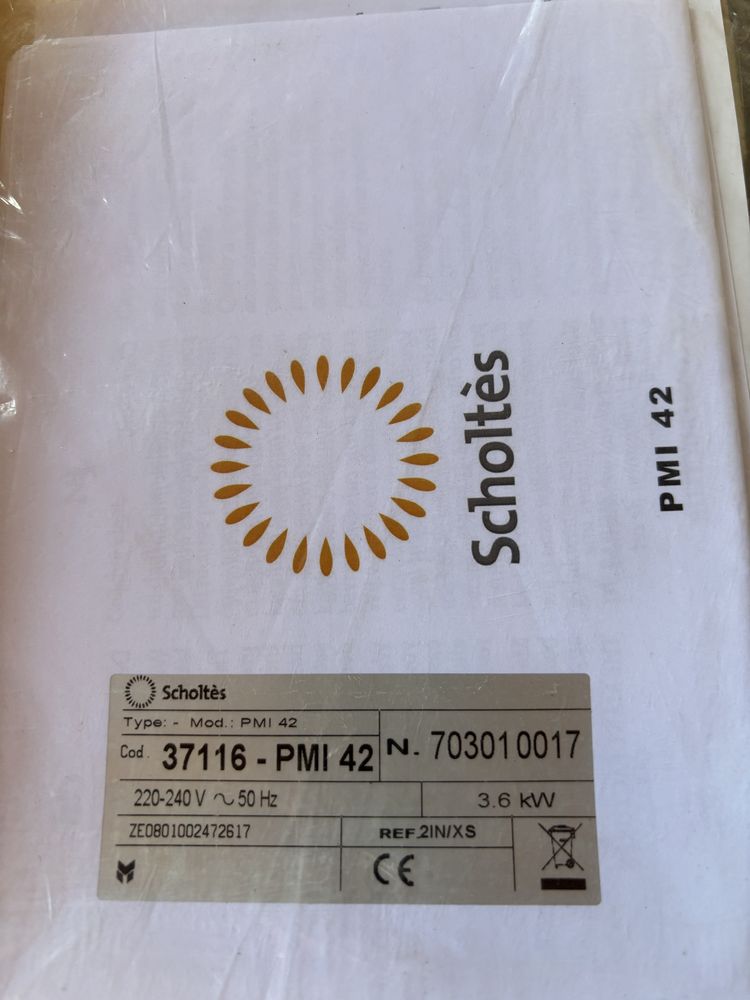 Scholtès
PMI 42
Scholtès
Type: - Mod.: PMI 42
Cod. 37116 - PMI 42
N. 703010017
220-240 V ~ 50 Hz
3.6 kW
ZE0801002472617
REF.2IN/XS
CE